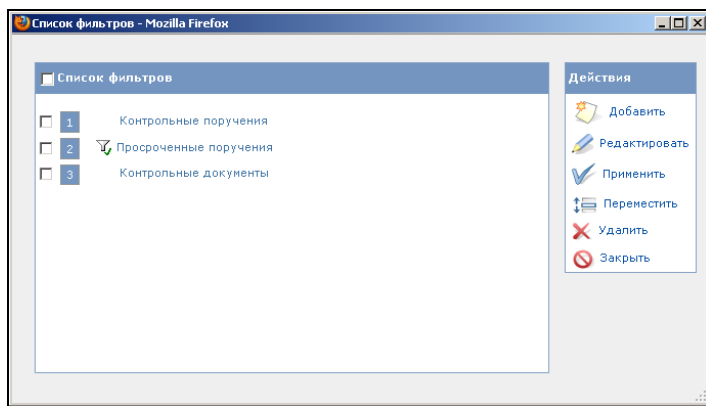 Список фильтров - Mozilla Firefox
Список фильтров
1 Контрольные поручения
2 Просроченные поручения
3 Контрольные документы
Действия
Добавить
Редактировать
Применить
Переместить
Удалить
Закрыть